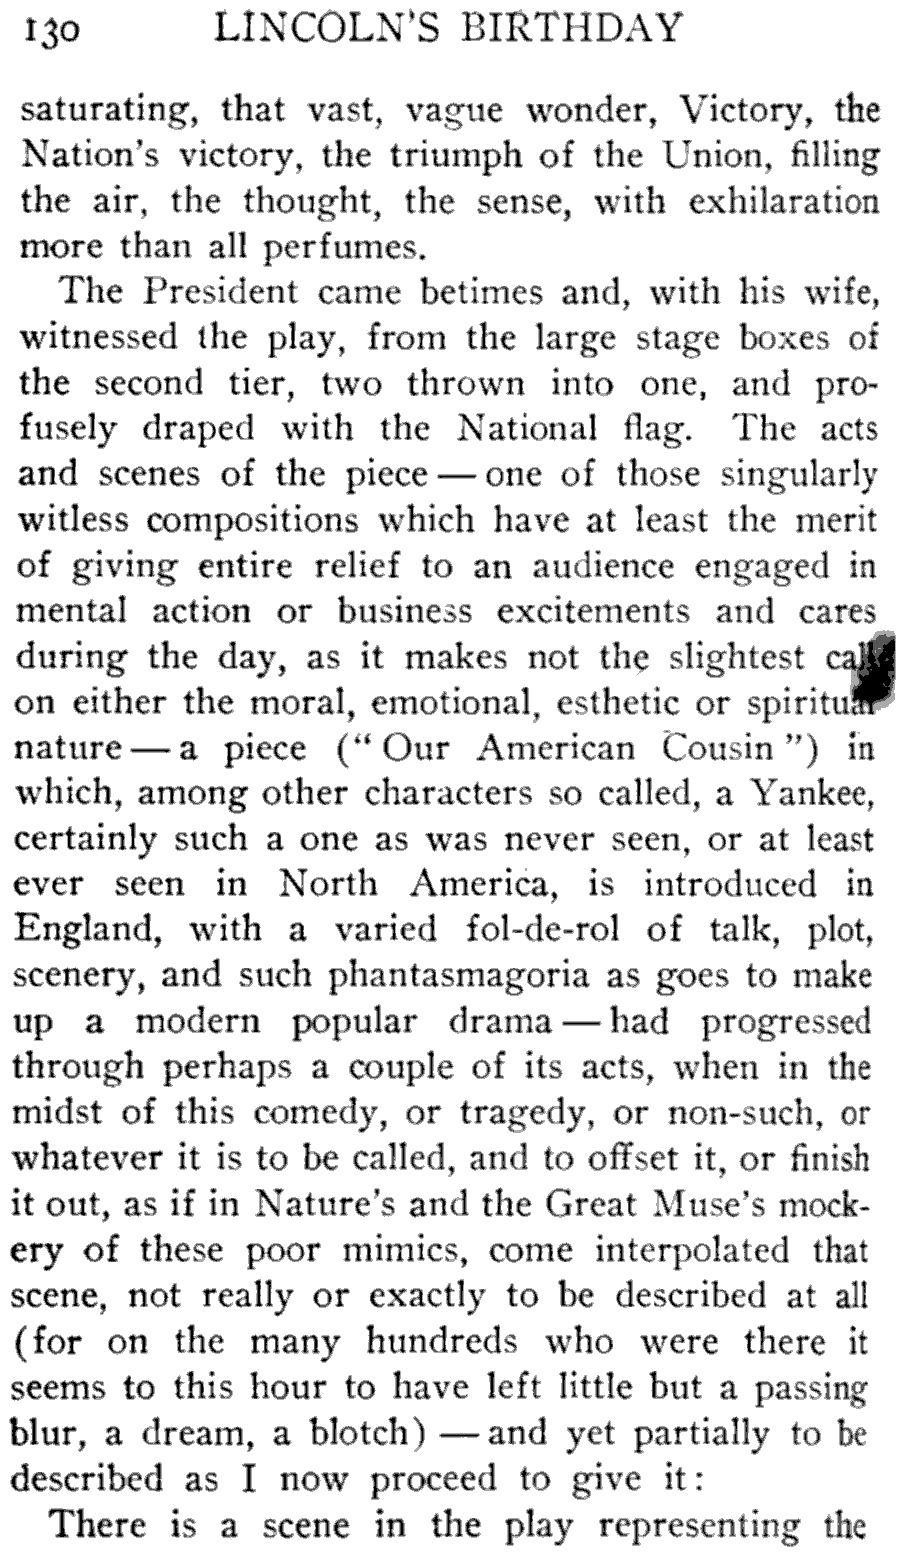 130 LINCOLN'S BIRTHDAY
saturating, that vast, vague wonder, Victory, the
Nation's victory, the triumph of the Union, filling
the air, the thought, the sense, with exhilaration
more than all perfumes.
The President came betimes and, with his wife,
witnessed the play, from the large stage boxes of
the second tier, two thrown into one, and pro-
fusely draped with the National flag. The acts
and scenes of the piece — one of those singularly
witless compositions which have at least the merit
of giving entire relief to an audience engaged in
mental action or business excitements and cares
during the day, as it makes not the slightest call
on either the moral, emotional, esthetic or spiritual
nature — a piece (“Our American Cousin”) in
which, among other characters so called, a Yankee,
certainly such a one as was never seen, or at least
ever seen in North America, is introduced in
England, with a varied fol-de-rol of talk, plot,
scenery, and such phantasmagoria as goes to make
up a modern popular drama — had progressed
through perhaps a couple of its acts, when in the
midst of this comedy, or tragedy, or non-such, or
whatever it is to be called, and to offset it, or finish
it out, as if in Nature's and the Great Muse's mock-
ery of these poor mimics, come interpolated that
scene, not really or exactly to be described at all
(for on the many hundreds who were there it
seems to this hour to have left little but a passing
blur, a dream, a blotch) — and yet partially to be
described as I now proceed to give it:
There is a scene in the play representing the